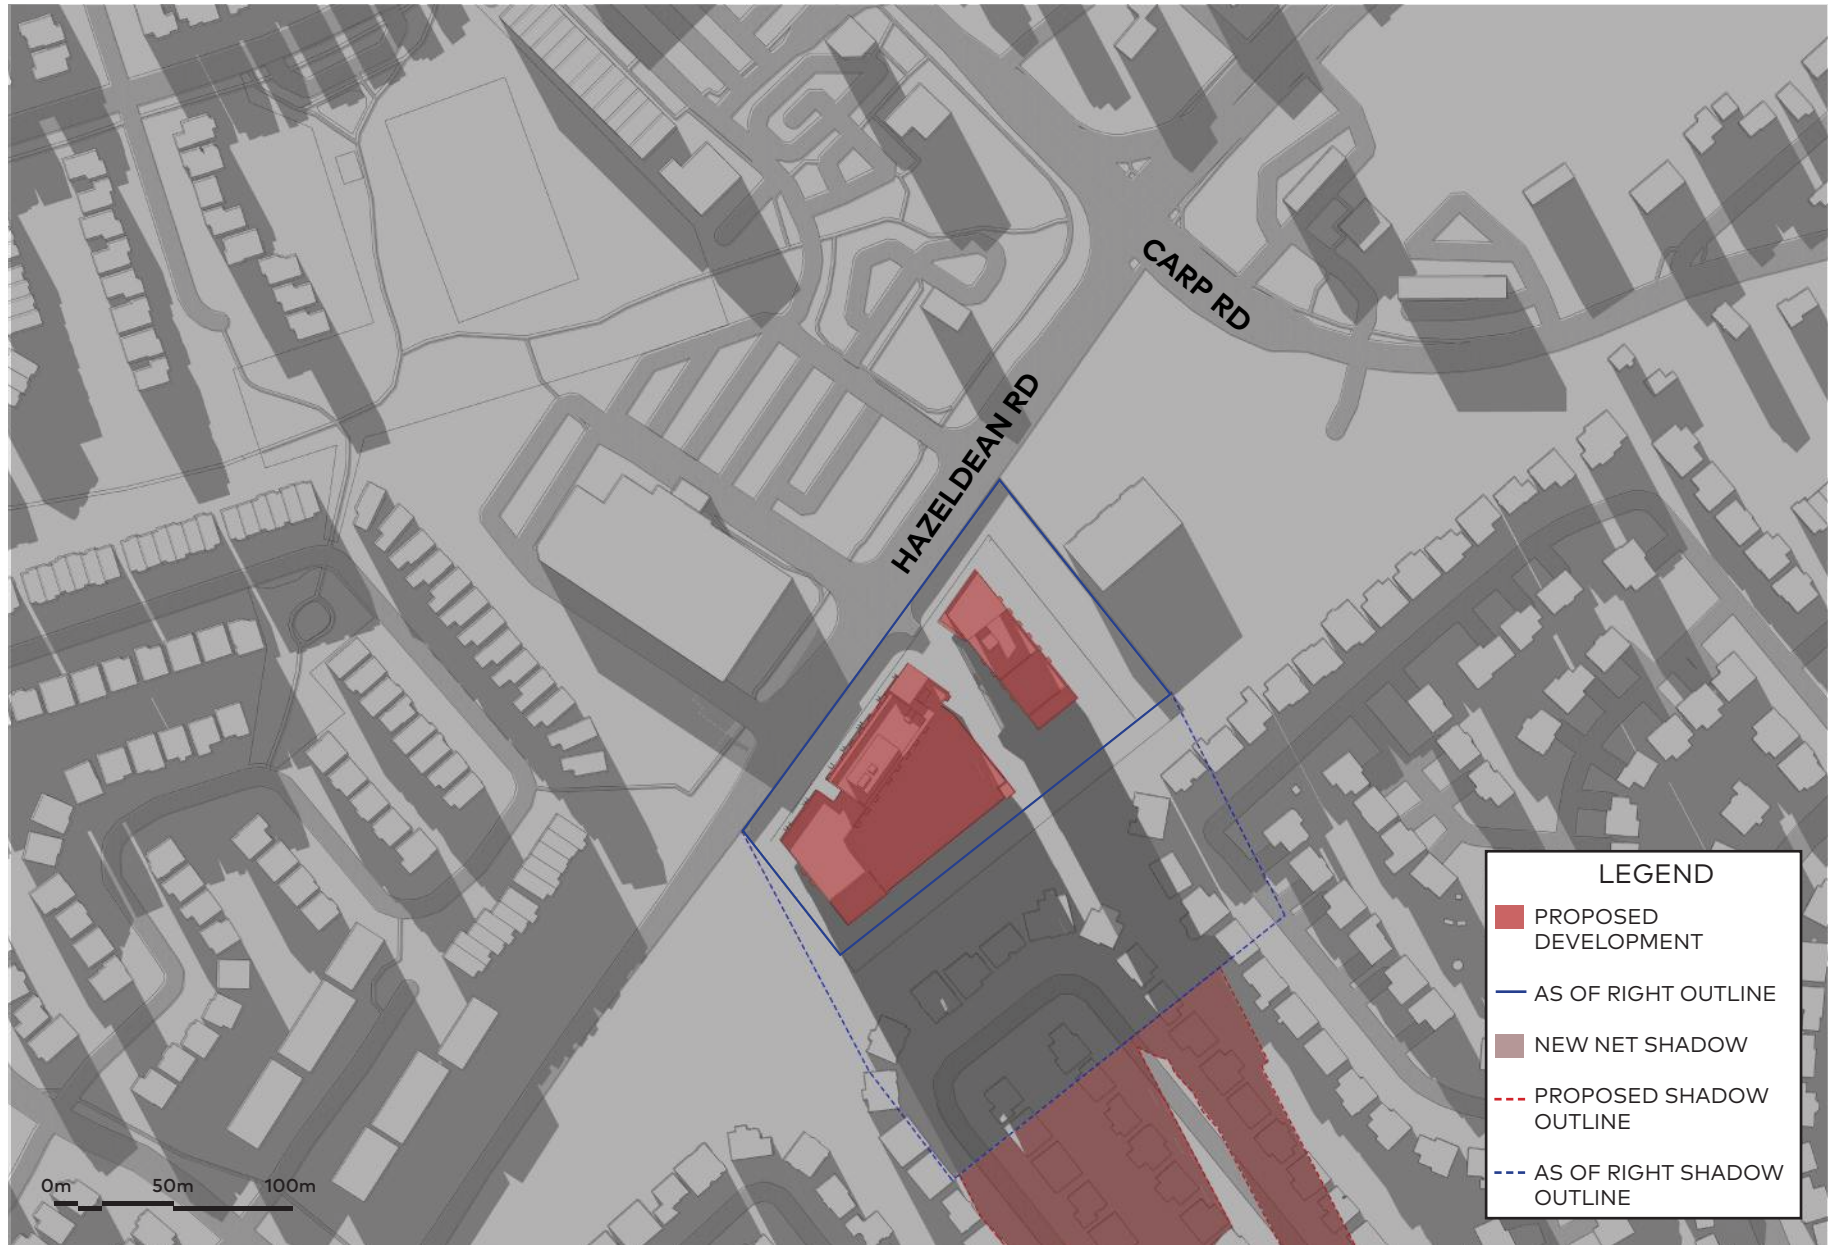 CARP RD
HAZELDEAN RD
LEGEND
PROPOSED
DEVELOPMENT
AS OF RIGHT OUTLINE
NEW NET SHADOW
PROPOSED SHADOW
OUTLINE
AS OF RIGHT SHADOW
OUTLINE
0m 50m 100m